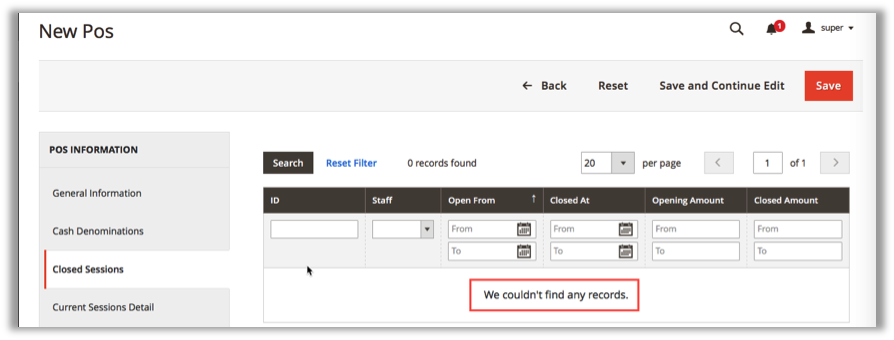 New Pos
1
super
← Back Reset Save and Continue Edit Save
POS INFORMATION
General Information
Cash Denominations
Closed Sessions
Current Sessions Detail
Search Reset Filter 0 records found 20 per page < 1 of 1 >
ID Staff Open From ↑ Closed At Opening Amount Closed Amount
From From From From
To To To To
We couldn't find any records.